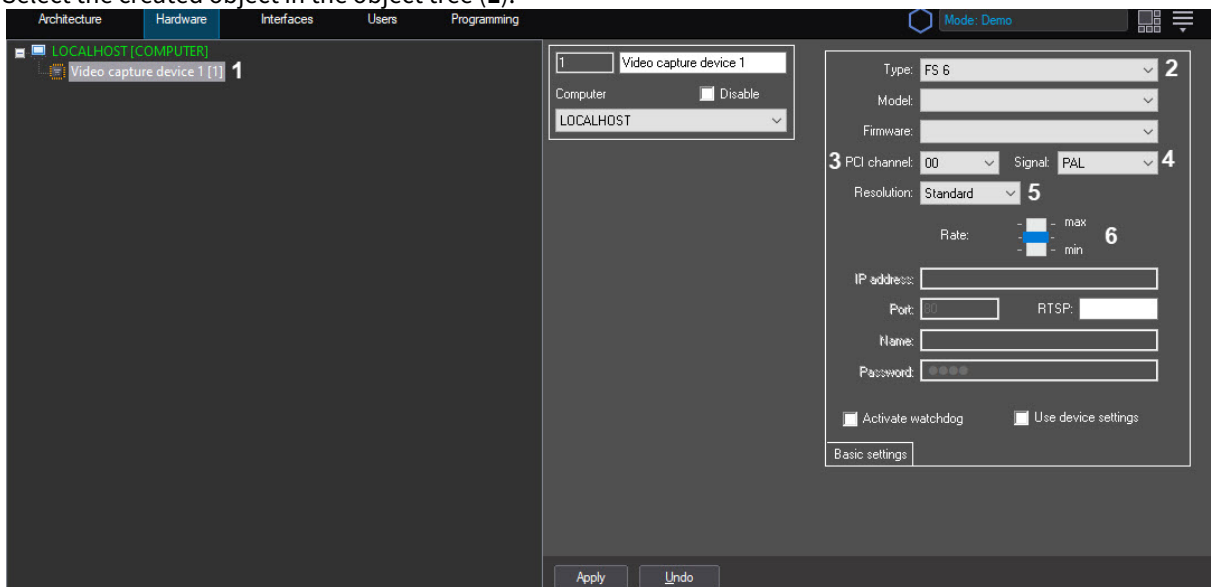 Select the created object in the object tree (1).
Architecture Hardware Interfaces Users Programming Mode: Demo
LOCALHOST [COMPUTER]
Video capture device 1 [1] 1
1 Video capture device 1
Computer Disable
LOCALHOST
Type: FS 6 2
Model:
Firmware:
3 PCI channel: 00 Signal: PAL 4
Resolution: Standard 5
Rate: max
min 6
IP address:
Port: 80 RTSP:
Name:
Password: ●●●●
Activate watchdog Use device settings
Basic settings
Apply Undo